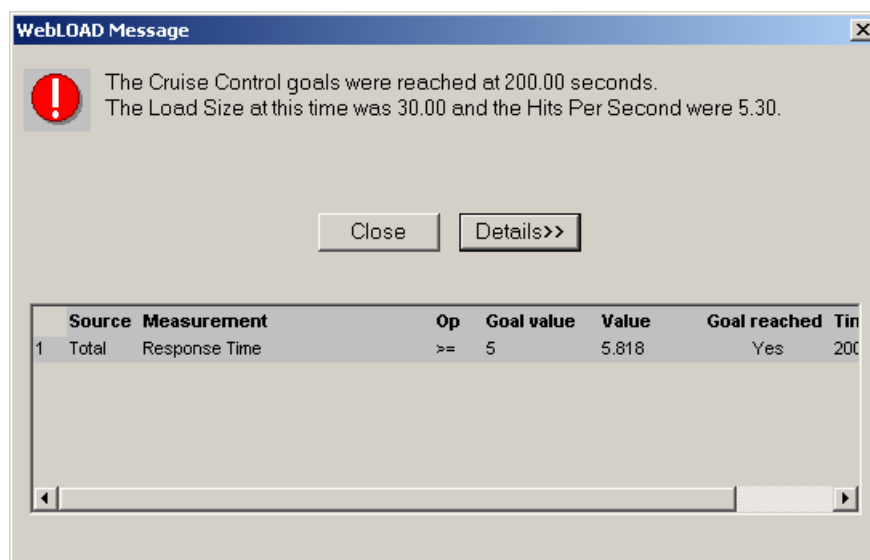 WebLOAD Message
The Cruise Control goals were reached at 200.00 seconds.
The Load Size at this time was 30.00 and the Hits Per Second were 5.30.
Close Details>>
Source Measurement Op Goal value Value Goal reached
1 Total Response Time >= 5 5.818 Yes 200